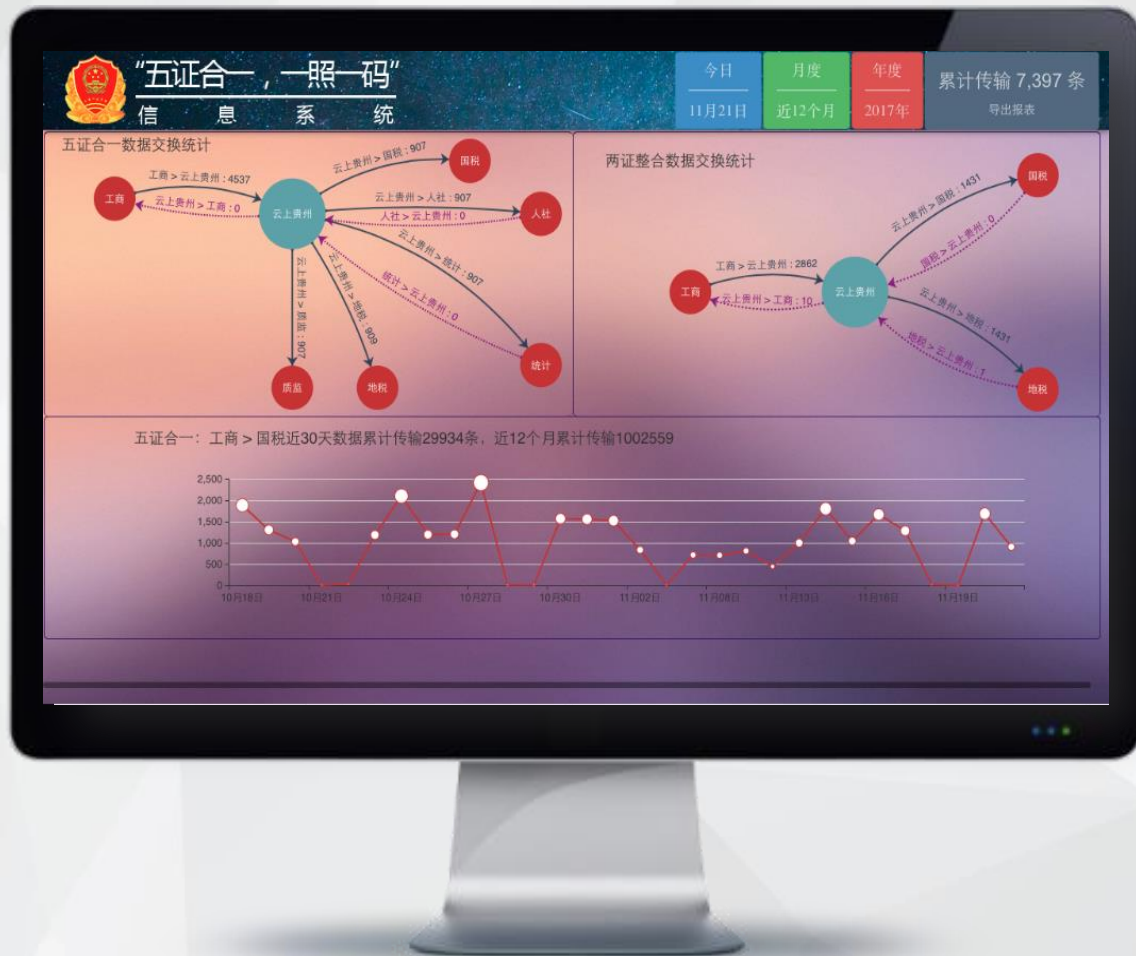 “五证合一，一照一码”
信息系统
今日
11月21日
月度
近12个月
年度
2017年
累计传输 7,397 条
导出报表
五证合一数据交换统计
工商 > 云上贵州 : 4537
云上贵州 > 工商 : 0
工商
云上贵州
云上贵州 > 国税 : 907
国税
云上贵州 > 人社 : 907
人社 > 云上贵州 : 0
人社
云上贵州 > 统计 : 907
统计 > 云上贵州 : 0
统计
云上贵州 > 地税 : 909
地税
云上贵州 > 质监 : 907
质监
两证整合数据交换统计
云上贵州 > 国税 : 1431
国税 > 云上贵州 : 0
国税
工商 > 云上贵州 : 2862
云上贵州 > 工商 : 10
工商
云上贵州
云上贵州 > 地税 : 1431
地税 > 云上贵州 : 1
地税
五证合一：工商 > 国税近30天数据累计传输29934条，近12个月累计传输1002559
2,500
2,000
1,500
1,000
500
0
10月18日 10月21日 10月24日 10月27日 10月30日 11月02日 11月08日 11月13日 11月16日 11月19日